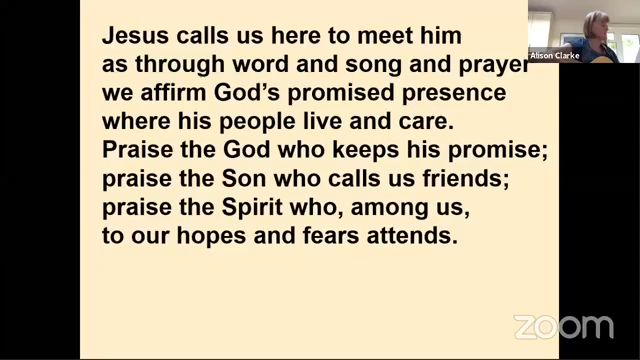 Jesus calls us here to meet him
as through word and song and prayer
we affirm God's promised presence
where his people live and care.
Praise the God who keeps his promise;
praise the Son who calls us friends;
praise the Spirit who, among us,
to our hopes and fears attends.
Alison Clarke
zoom